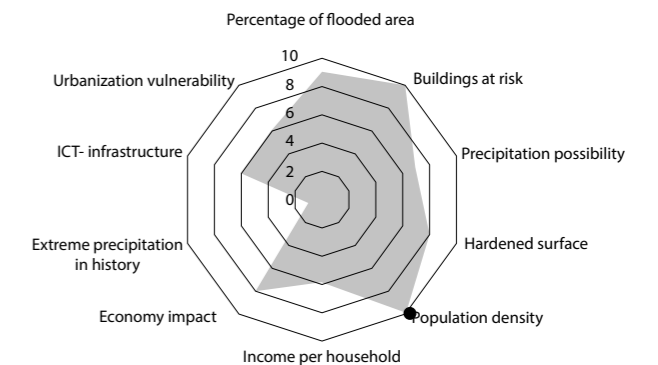 Percentage of flooded area
10
Urbanization vulnerability
8
Buildings at risk
6
ICT- infrastructure
4
Precipitation possibility
2
0
Extreme precipitation
in history
Hardened surface
Economy impact
Population density
Income per household